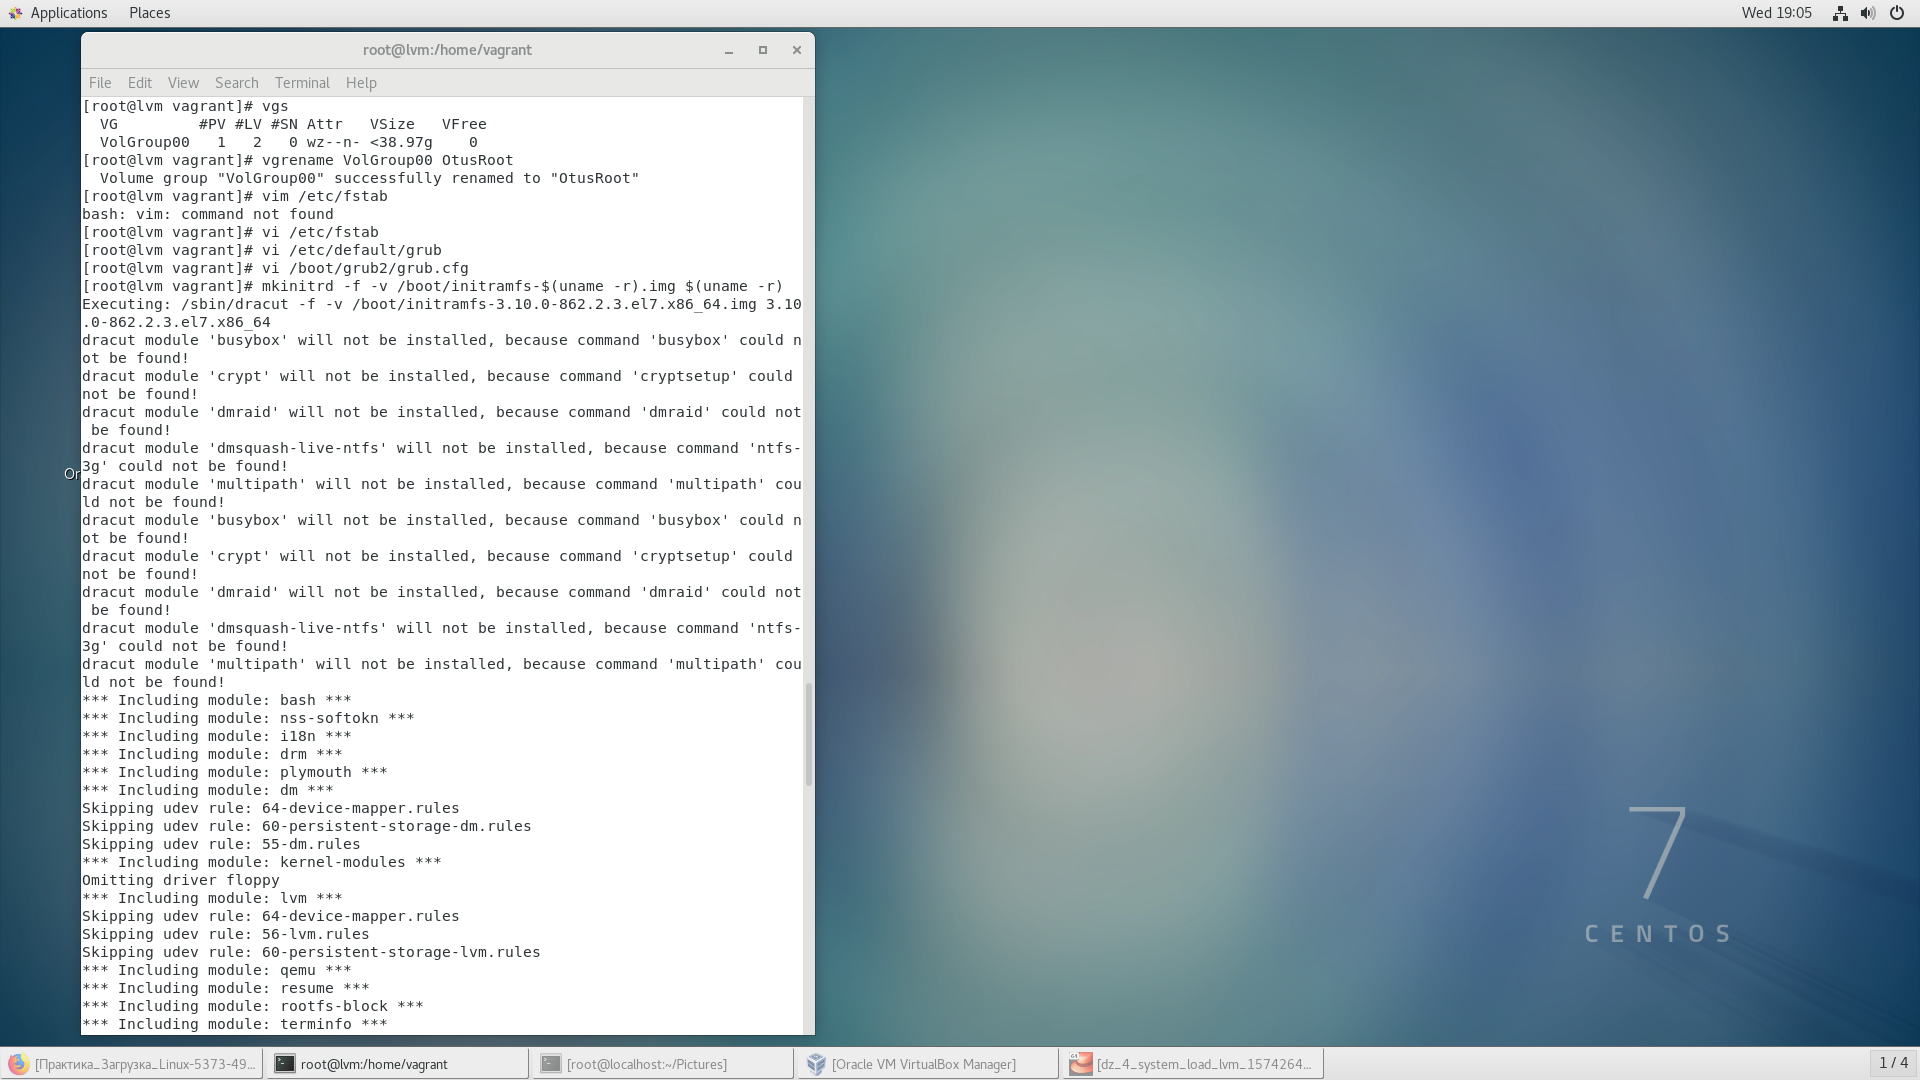 Applications Places Wed 19:05
root@lvm:/home/vagrant
File Edit View Search Terminal Help
[root@lvm vagrant]# vgs
  VG         #PV #LV #SN Attr   VSize   VFree
  VolGroup00   1   2   0 wz--n- <38.97g    0
[root@lvm vagrant]# vgrename VolGroup00 OtusRoot
  Volume group "VolGroup00" successfully renamed to "OtusRoot"
[root@lvm vagrant]# vim /etc/fstab
bash: vim: command not found
[root@lvm vagrant]# vi /etc/fstab
[root@lvm vagrant]# vi /etc/default/grub
[root@lvm vagrant]# vi /boot/grub2/grub.cfg
[root@lvm vagrant]# mkinitrd -f -v /boot/initramfs-$(uname -r).img $(uname -r)
Executing: /sbin/dracut -f -v /boot/initramfs-3.10.0-862.2.3.el7.x86_64.img 3.10
.0-862.2.3.el7.x86_64
dracut module 'busybox' will not be installed, because command 'busybox' could n
ot be found!
dracut module 'crypt' will not be installed, because command 'cryptsetup' could
not be found!
dracut module 'dmraid' will not be installed, because command 'dmraid' could not
 be found!
dracut module 'dmsquash-live-ntfs' will not be installed, because command 'ntfs-
3g' could not be found!
dracut module 'multipath' will not be installed, because command 'multipath' cou
ld not be found!
dracut module 'busybox' will not be installed, because command 'busybox' could n
ot be found!
dracut module 'crypt' will not be installed, because command 'cryptsetup' could
not be found!
dracut module 'dmraid' will not be installed, because command 'dmraid' could not
 be found!
dracut module 'dmsquash-live-ntfs' will not be installed, because command 'ntfs-
3g' could not be found!
dracut module 'multipath' will not be installed, because command 'multipath' cou
ld not be found!
*** Including module: bash ***
*** Including module: nss-softokn ***
*** Including module: i18n ***
*** Including module: drm ***
*** Including module: plymouth ***
*** Including module: dm ***
Skipping udev rule: 64-device-mapper.rules
Skipping udev rule: 60-persistent-storage-dm.rules
Skipping udev rule: 55-dm.rules
*** Including module: kernel-modules ***
Omitting driver floppy
*** Including module: lvm ***
Skipping udev rule: 64-device-mapper.rules
Skipping udev rule: 56-lvm.rules
Skipping udev rule: 60-persistent-storage-lvm.rules
*** Including module: qemu ***
*** Including module: resume ***
*** Including module: rootfs-block ***
*** Including module: terminfo ***
Or
7
CENTOS
[Практика_Загрузка_Linux-5373-49... root@lvm:/home/vagrant [root@localhost:~/Pictures] [Oracle VM VirtualBox Manager] [dz_4_system_load_lvm_1574264... 1 / 4